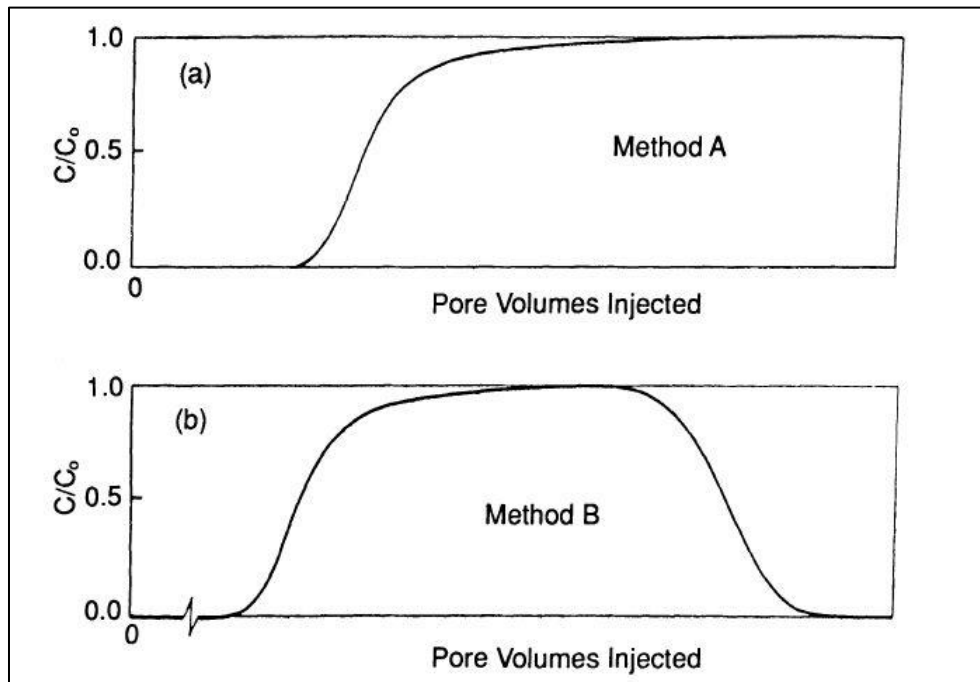 1.0
(a)
C/Cₒ
0.5
Method A
0.0
0
Pore Volumes Injected
1.0
(b)
C/Cₒ
0.5
Method B
0.0
0
Pore Volumes Injected